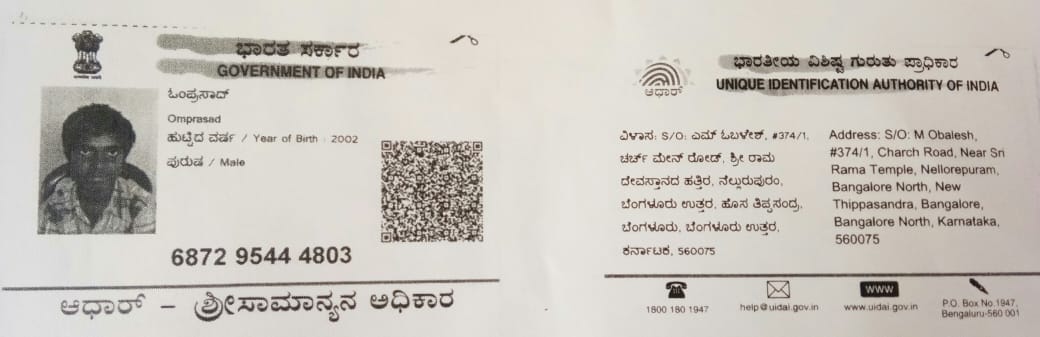 ಭಾರತ ಸರ್ಕಾರ
GOVERNMENT OF INDIA
ಓಂಪ್ರಸಾದ್
Omprasad
ಹುಟ್ಟಿದ ವರ್ಷ / Year of Birth : 2002
ಪುರುಷ / Male
6872 9544 4803
ಆಧಾರ್ – ಶ್ರೀಸಾಮಾನ್ಯನ ಅಧಿಕಾರ
ಆಧಾರ್
ಭಾರತೀಯ ವಿಶಿಷ್ಟ ಗುರುತು ಪ್ರಾಧಿಕಾರ
UNIQUE IDENTIFICATION AUTHORITY OF INDIA
ವಿಳಾಸ: S/O: ಎಮ್ ಓಬಳೇಶ್, #374/1,
ಚರ್ಚ್ ಮೇನ್ ರೋಡ್, ಶ್ರೀ ರಾಮ
ದೇವಸ್ತಾನದ ಹತ್ತಿರ, ನೆಲ್ಲುರುಪುರಂ,
ಬೆಂಗಳೂರು ಉತ್ತರ, ಹೊಸ ತಿಪ್ಪಸಂದ್ರ,
ಬೆಂಗಳೂರು, ಬೆಂಗಳೂರು ಉತ್ತರ,
ಕರ್ನಾಟಕ, 560075
Address: S/O: M Obalesh,
#374/1, Charch Road, Near Sri
Rama Temple, Nellorepuram,
Bangalore North, New
Thippasandra, Bangalore,
Bangalore North, Karnataka,
560075
1800 180 1947
help@uidai.gov.in
WWW
www.uidai.gov.in
P.O. Box No.1947,
Bengaluru-560 001